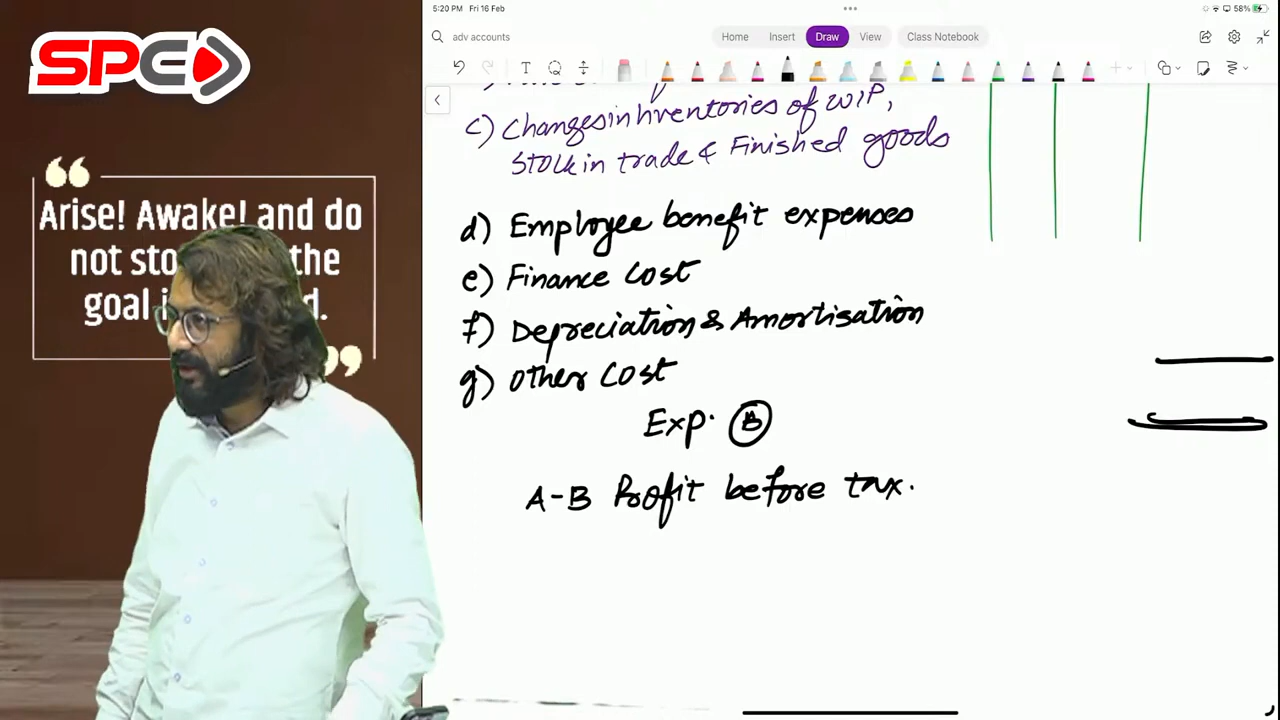 5:20 PM Fri 16 Feb
58%
SPE
adv accounts
Home Insert Draw View Class Notebook
c) Changes in Inventories of WIP,
Stock in trade & Finished goods
d) Employee benefit expenses
e) Finance Cost
f) Depreciation & Amortisation
g) Other Cost
Exp. B
A-B Profit before tax.
“
Arise! Awake! and do
not sto the
goal i d.
”